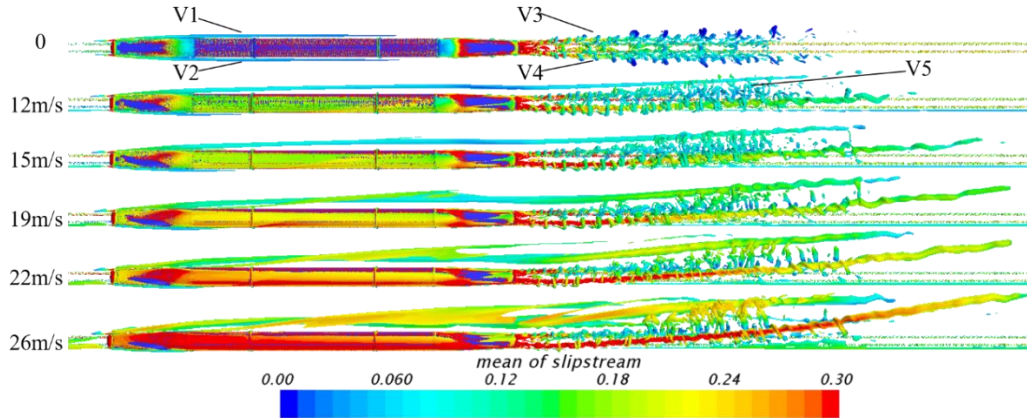 V1 V3
0
V2 V4 V5
12m/s
15m/s
19m/s
22m/s
26m/s
mean of slipstream
0.00 0.060 0.12 0.18 0.24 0.30